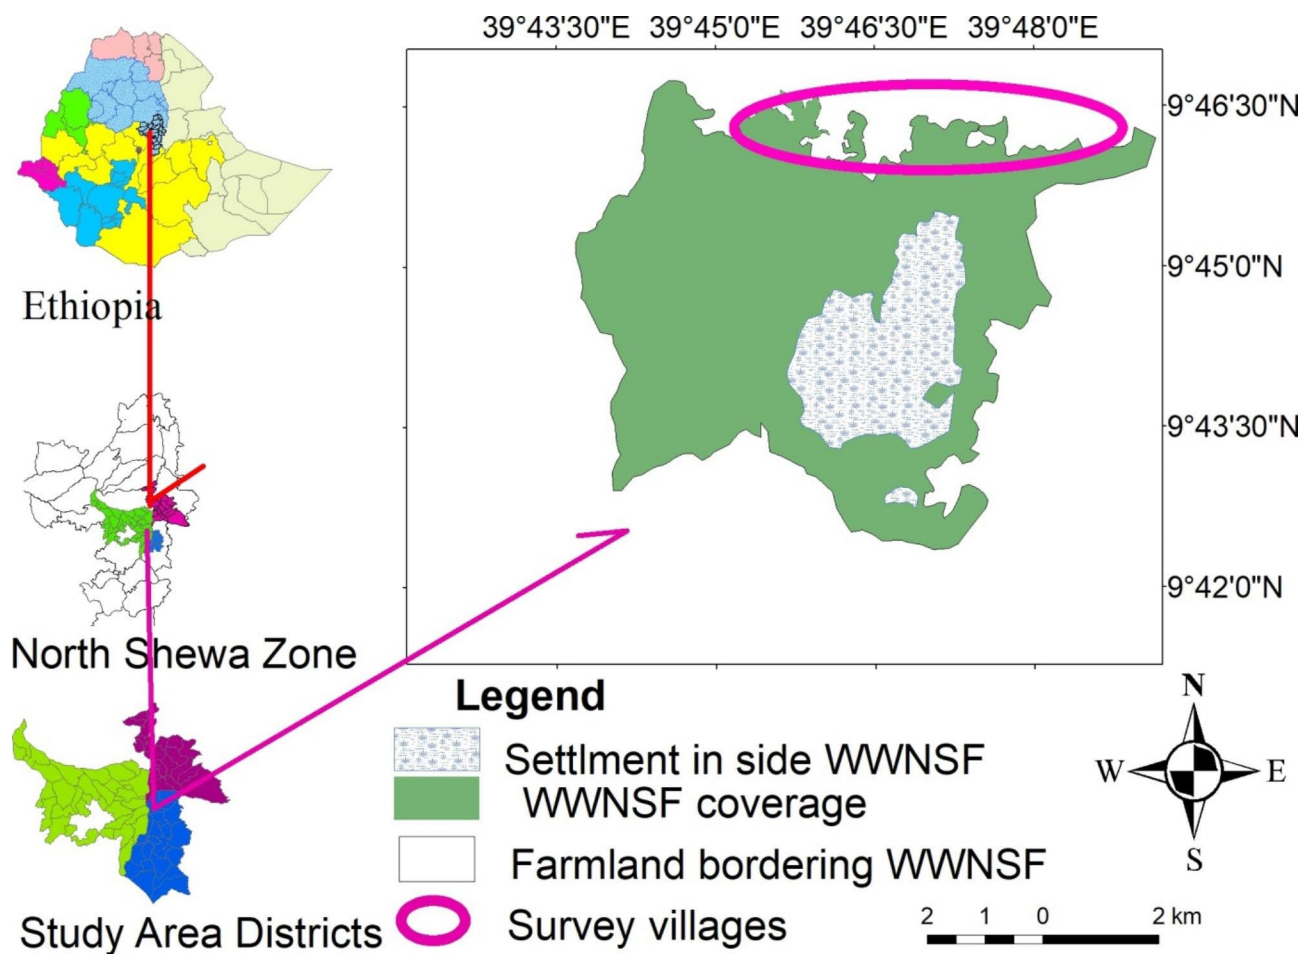 39°43'30"E 39°45'0"E 39°46'30"E 39°48'0"E
9°46'30"N
9°45'0"N
9°43'30"N
9°42'0"N
Ethiopia
North Shewa Zone
Study Area Districts
Legend
Settlment in side WWNSF
WWNSF coverage
Farmland bordering WWNSF
Survey villages
N
W E
S
2 1 0 2 km